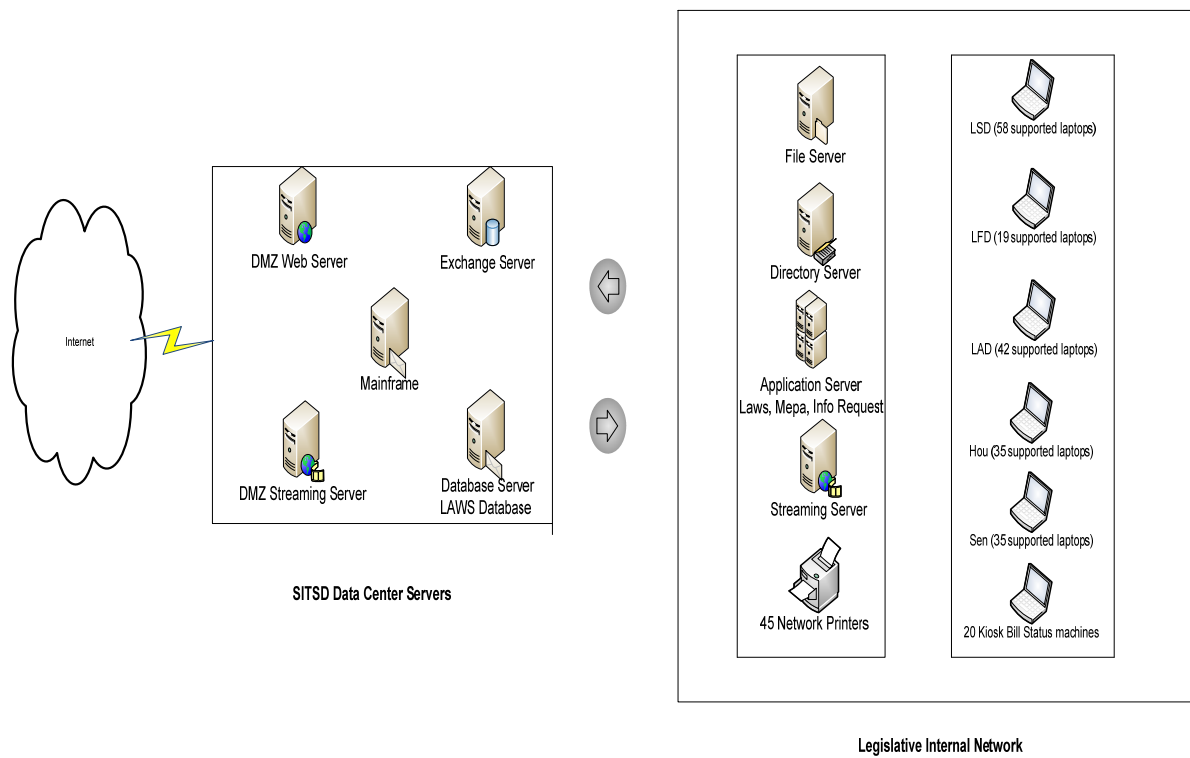 Internet
DMZ Web Server
Exchange Server
Mainframe
DMZ Streaming Server
Database Server
LAWS Database
SITSD Data Center Servers
File Server
Directory Server
Application Server
Laws, Mepa, Info Request
Streaming Server
45 Network Printers
LSD (58 supported laptops)
LFD (19 supported laptops)
LAD (42 supported laptops)
Hou (35 supported laptops)
Sen (35 supported laptops)
20 Kiosk Bill Status machines
Legislative Internal Network